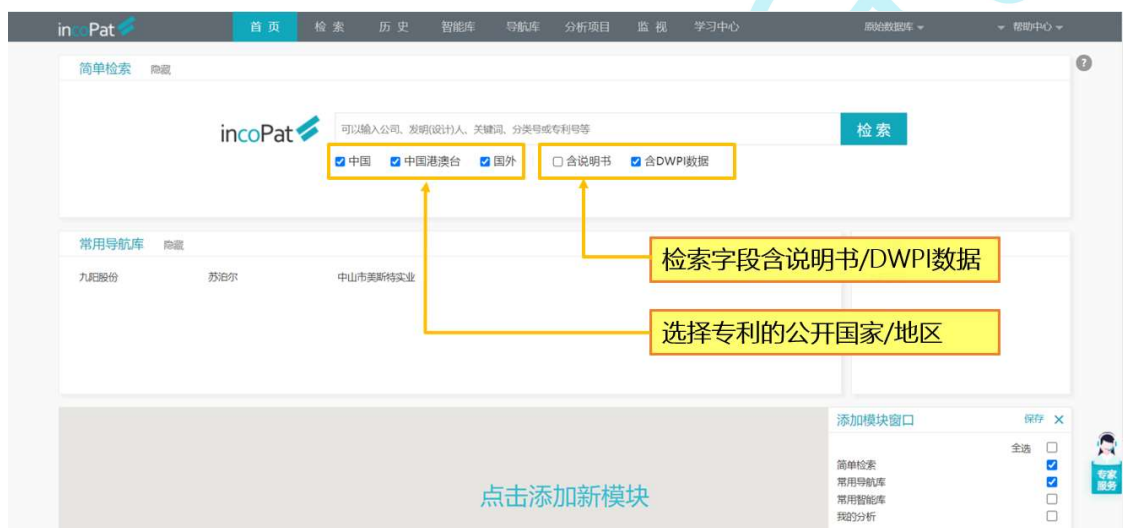 incoPat 首页 检索 历史 智能库 导航库 分析项目 监视 学习中心 原始数据库 帮助中心
简单检索 隐藏
?
incoPat 可以输入公司、发明(设计)人、关键词、分类号或专利号等 检索
中国 中国港澳台 国外 含说明书 含DWPI数据
常用导航库 隐藏
检索字段含说明书/DWPI数据
九阳股份 苏泊尔 中山市美斯特实业
选择专利的公开国家/地区
添加模块窗口 保存 ×
全选
简单检索
常用导航库
专家
服务
常用智能库
点击添加新模块
我的分析